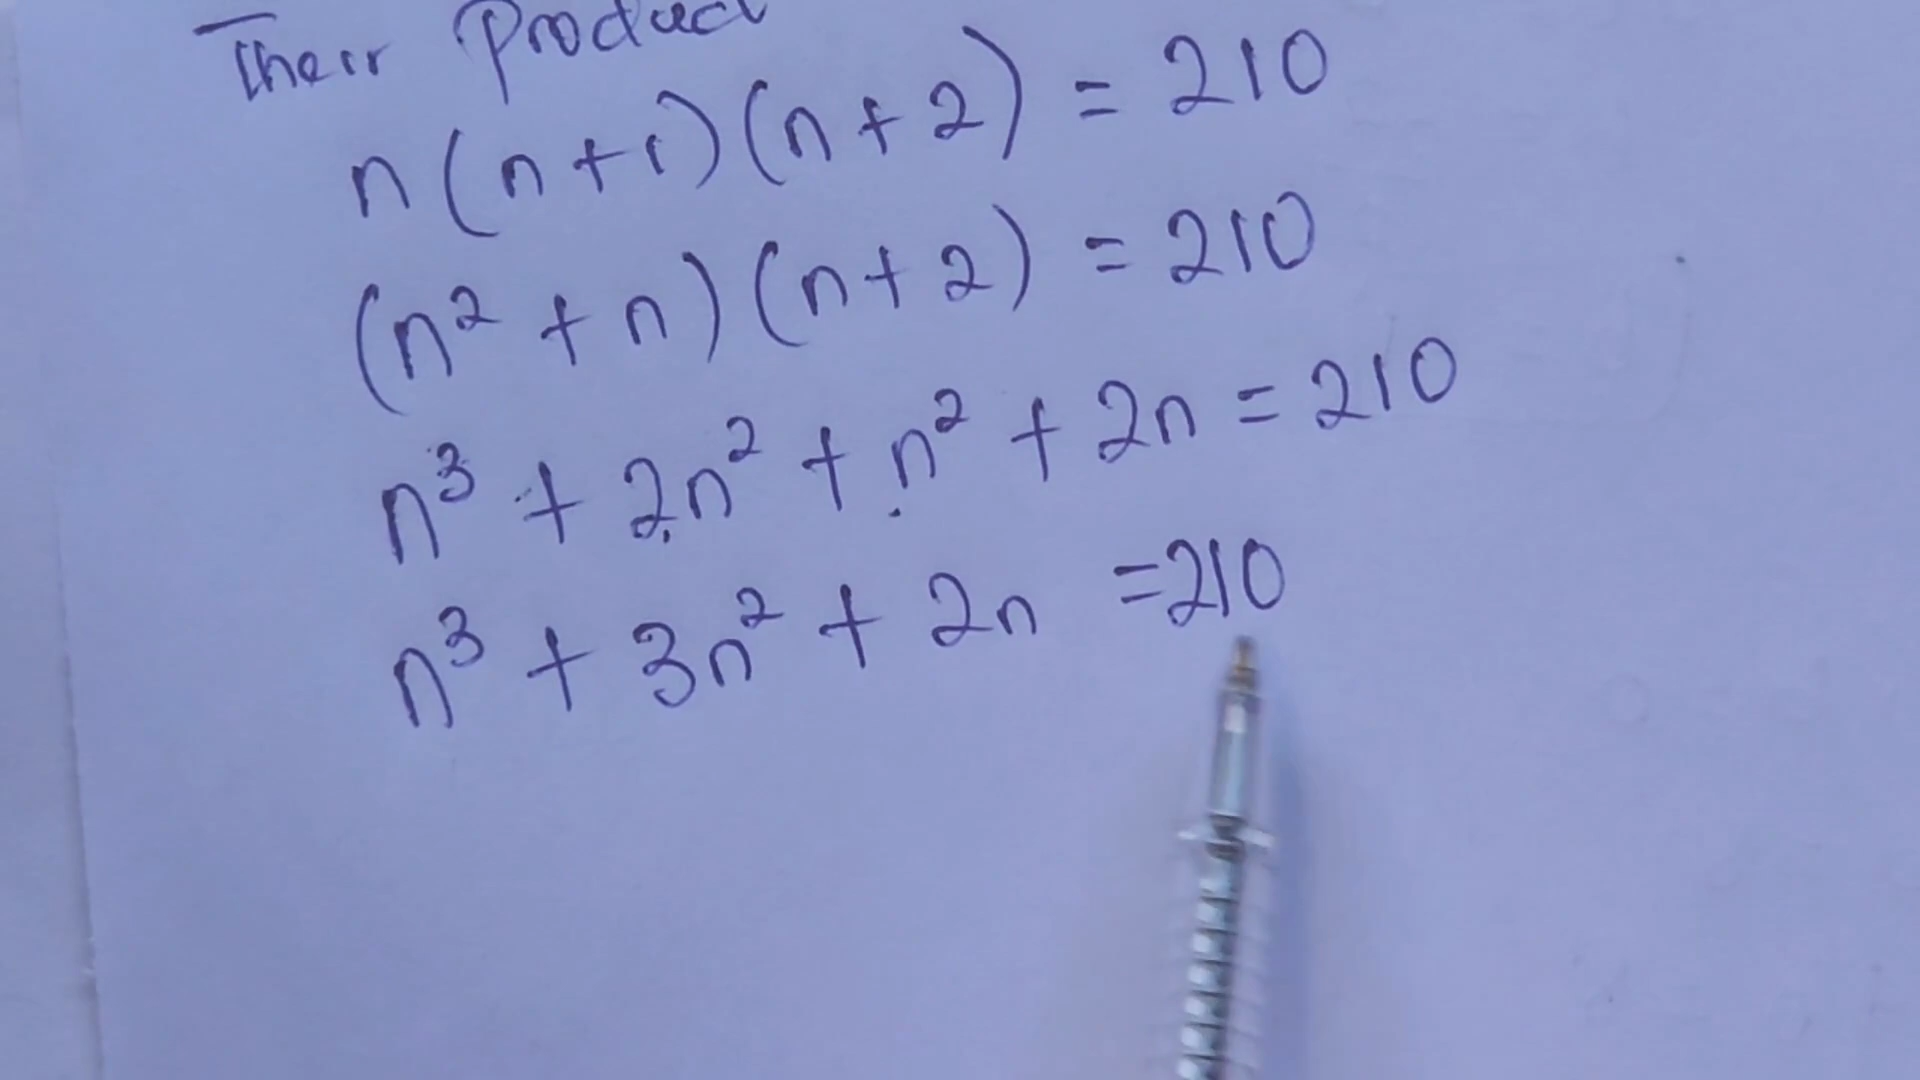 Their Product
n(n+1)(n+2) = 210
(n² + n)(n+2) = 210
n³ + 2n² + n² + 2n = 210
n³ + 3n² + 2n = 210